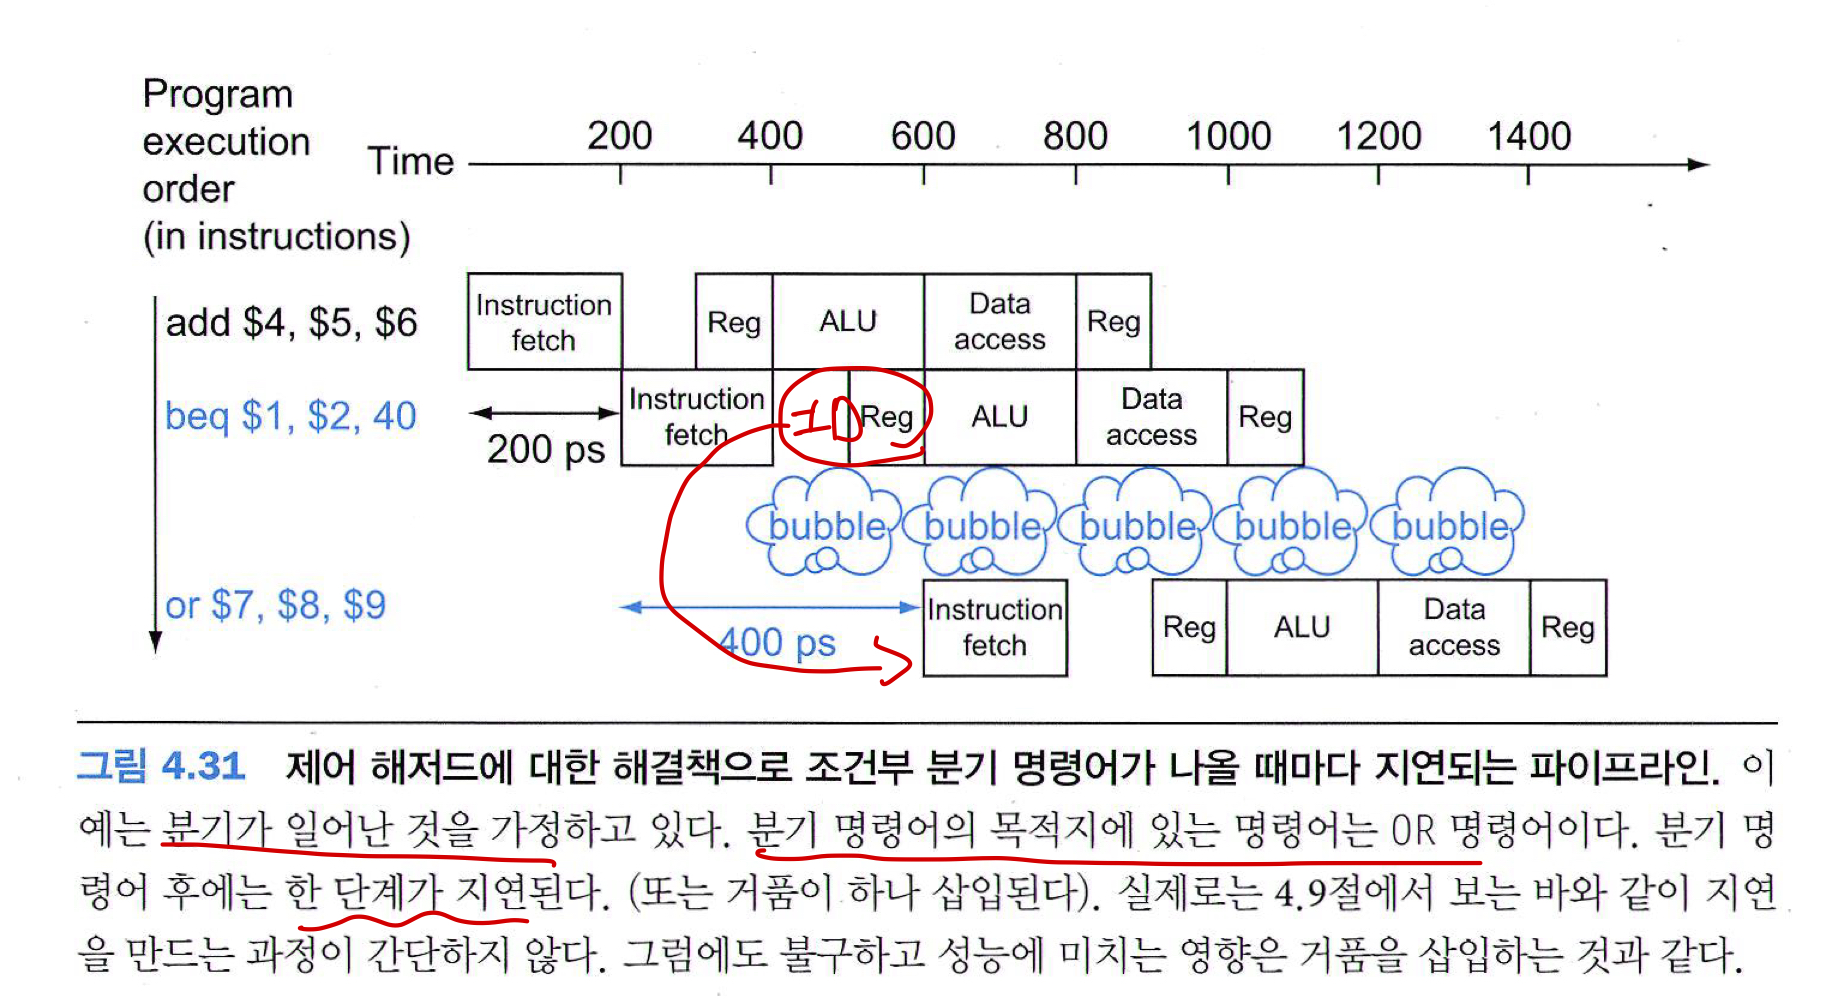 Program
execution
order
(in instructions)
Time
200 400 600 800 1000 1200 1400
add $4, $5, $6
Instruction
fetch
Reg
ALU
Data
access
Reg
beq $1, $2, 40
200 ps
Instruction
fetch
ID
Reg
ALU
Data
access
Reg
bubble bubble bubble bubble bubble
or $7, $8, $9
400 ps
Instruction
fetch
Reg
ALU
Data
access
Reg
그림 4.31 제어 해저드에 대한 해결책으로 조건부 분기 명령어가 나올 때마다 지연되는 파이프라인. 이
예는 분기가 일어난 것을 가정하고 있다. 분기 명령어의 목적지에 있는 명령어는 OR 명령어이다. 분기 명
령어 후에는 한 단계가 지연된다. (또는 거품이 하나 삽입된다). 실제로는 4.9절에서 보는 바와 같이 지연
을 만드는 과정이 간단하지 않다. 그럼에도 불구하고 성능에 미치는 영향은 거품을 삽입하는 것과 같다.